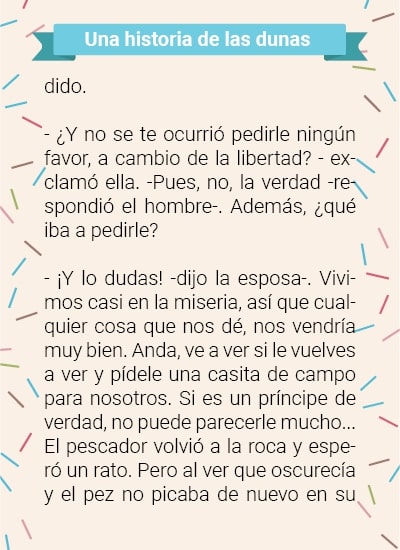 Una historia de las dunas
dido.
- ¿Y no se te ocurrió pedirle ningún
favor, a cambio de la libertad? - ex-
clamó ella. -Pues, no, la verdad -re-
spondió el hombre-. Además, ¿qué
iba a pedirle?
- ¡Y lo dudas! -dijo la esposa-. Vivi-
mos casi en la miseria, así que cual-
quier cosa que nos dé, nos vendría
muy bien. Anda, ve a ver si le vuelves
a ver y pídele una casita de campo
para nosotros. Si es un príncipe de
verdad, no puede parecerle mucho...
El pescador volvió a la roca y espe-
ró un rato. Pero al ver que oscurecía
y el pez no picaba de nuevo en su